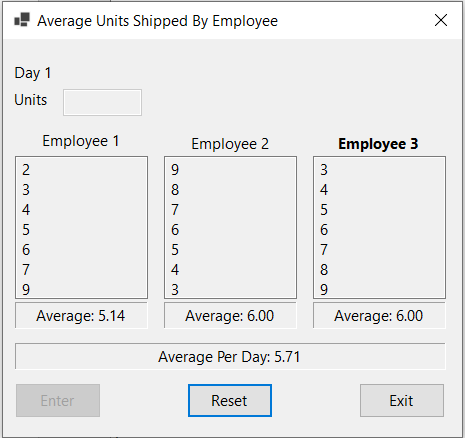 Average Units Shipped By Employee
Day 1
Units
Employee 1
2
3
4
5
6
7
9
Average: 5.14
Employee 2
9
8
7
6
5
4
3
Average: 6.00
Employee 3
3
4
5
6
7
8
9
Average: 6.00
Average Per Day: 5.71
Enter
Reset
Exit